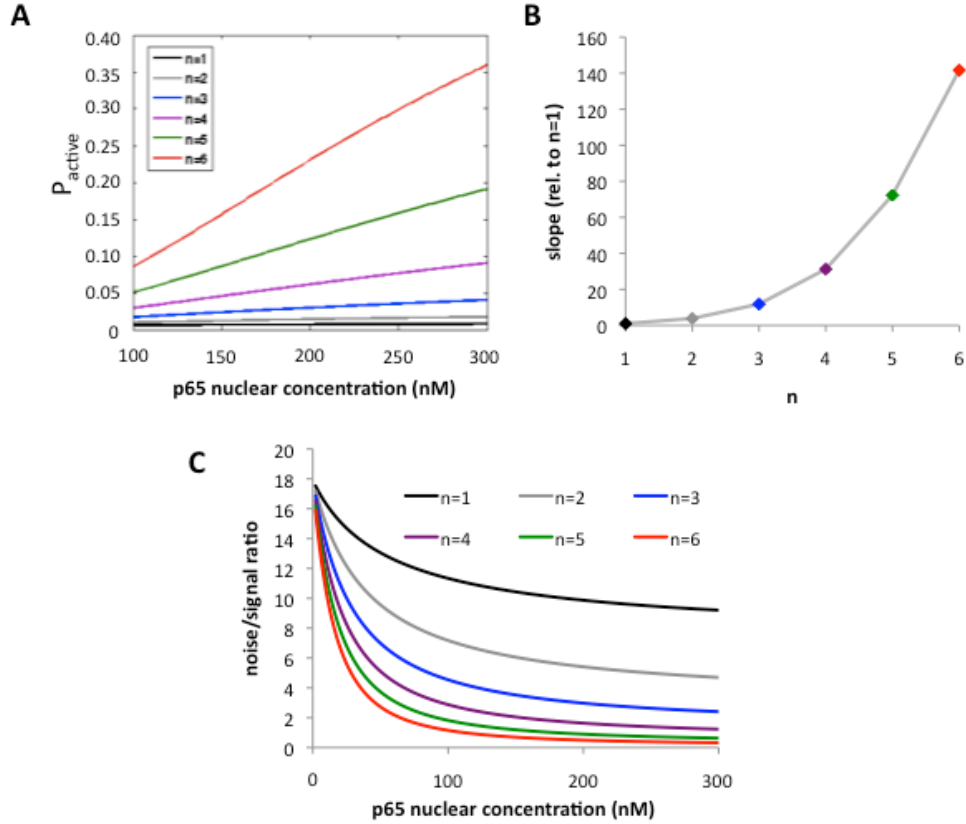 A
0.40
0.35
0.30
0.25
0.20
0.15
0.10
0.05
0
P active
n=1
n=2
n=3
n=4
n=5
n=6
100 150 200 250 300
p65 nuclear concentration (nM)
B
160
140
120
100
80
60
40
20
0
slope (rel. to n=1)
1 2 3 4 5 6
n
C
20
18
16
14
12
10
8
6
4
2
0
noise/signal ratio
n=1 n=2 n=3
n=4 n=5 n=6
0 100 200 300
p65 nuclear concentration (nM)